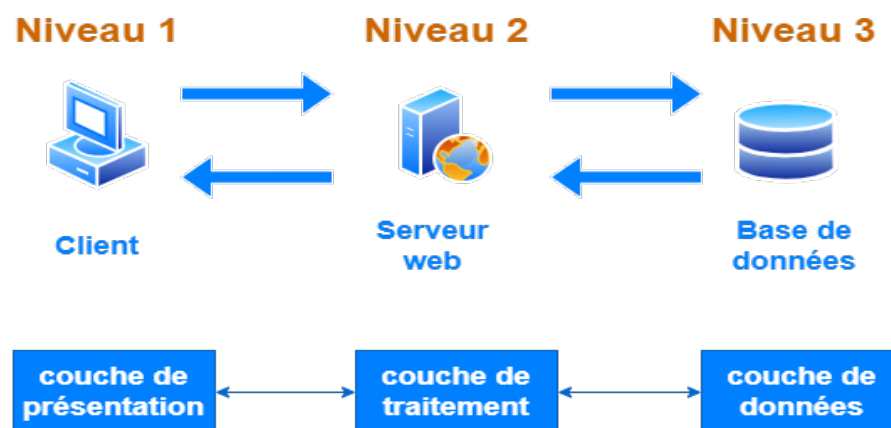 Niveau 1
Niveau 2
Niveau 3
Client
Serveur
web
Base de
données
couche de
présentation
couche de
traitement
couche de
données